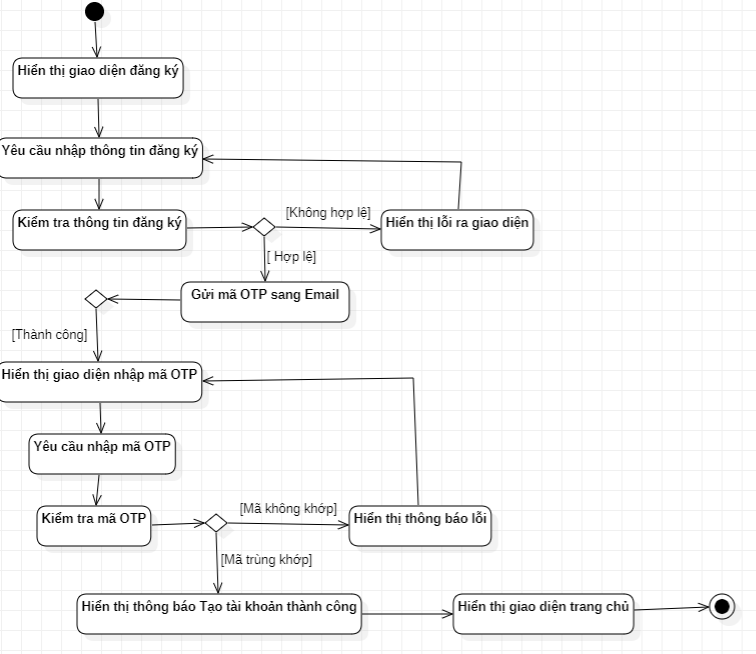 Hiển thị giao diện đăng ký
Yêu cầu nhập thông tin đăng ký
Kiểm tra thông tin đăng ký
[Không hợp lệ]
Hiển thị lỗi ra giao diện
[ Hợp lệ]
Gửi mã OTP sang Email
[Thành công]
Hiển thị giao diện nhập mã OTP
Yêu cầu nhập mã OTP
Kiểm tra mã OTP
[Mã không khớp]
Hiển thị thông báo lỗi
[Mã trùng khớp]
Hiển thị thông báo Tạo tài khoản thành công
Hiển thị giao diện trang chủ